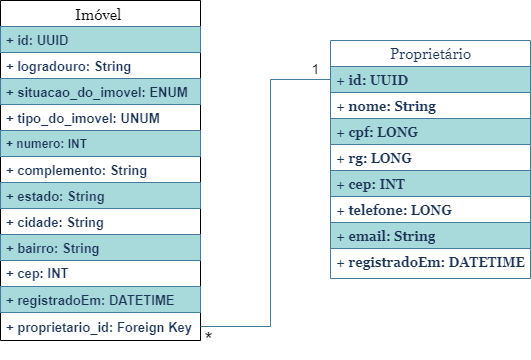 Imóvel
+ id: UUID
+ logradouro: String
+ situacao_do_imovel: ENUM
+ tipo_do_imovel: UNUM
+ numero: INT
+ complemento: String
+ estado: String
+ cidade: String
+ bairro: String
+ cep: INT
+ registradoEm: DATETIME
+ proprietario_id: Foreign Key
*
1
Proprietário
+ id: UUID
+ nome: String
+ cpf: LONG
+ rg: LONG
+ cep: INT
+ telefone: LONG
+ email: String
+ registradoEm: DATETIME